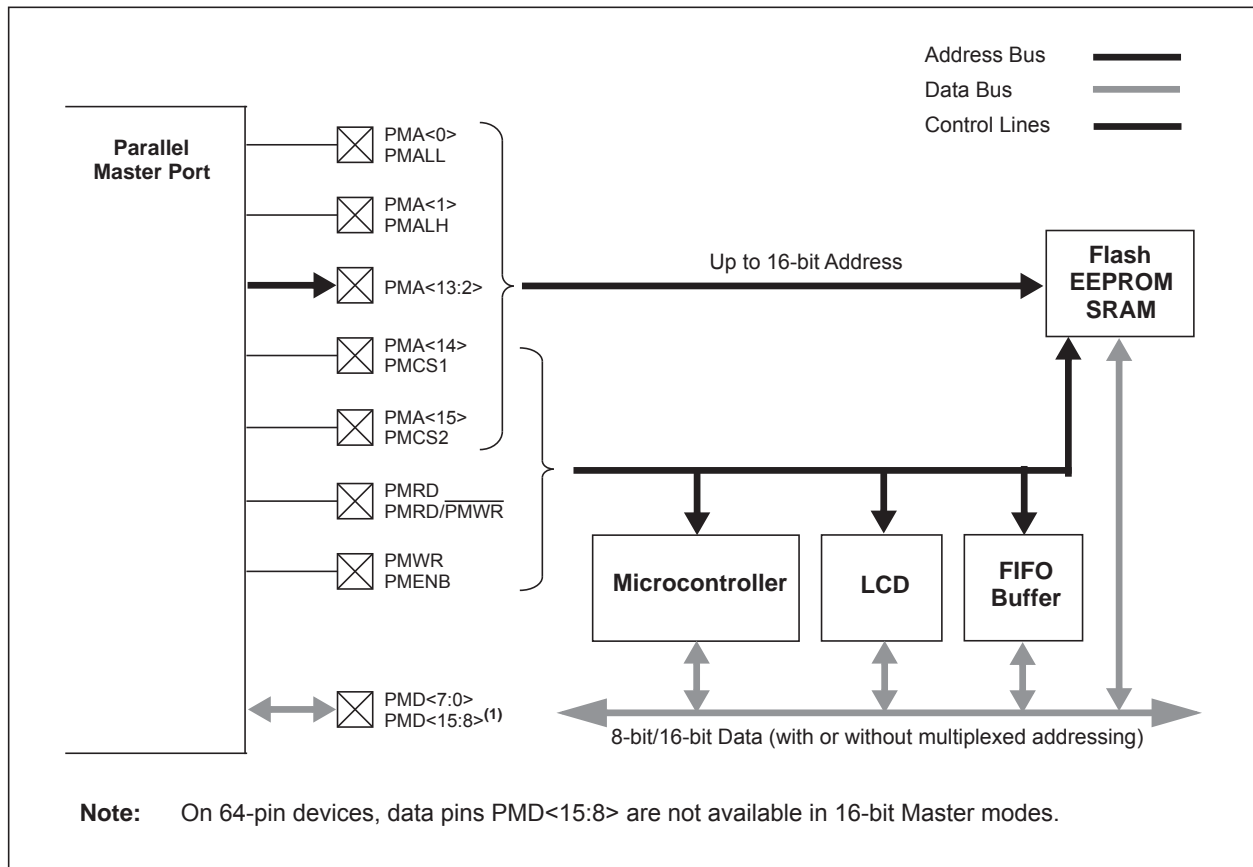 Address Bus
Data Bus
Control Lines
Parallel
Master Port
PMA<0>
PMALL
PMA<1>
PMALH
PMA<13:2>
PMA<14>
PMCS1
PMA<15>
PMCS2
PMRD
PMRD/PMWR
PMWR
PMENB
PMD<7:0>
PMD<15:8>(1)
Up to 16-bit Address
Flash
EEPROM
SRAM
Microcontroller
LCD
FIFO
Buffer
8-bit/16-bit Data (with or without multiplexed addressing)
Note: On 64-pin devices, data pins PMD<15:8> are not available in 16-bit Master modes.